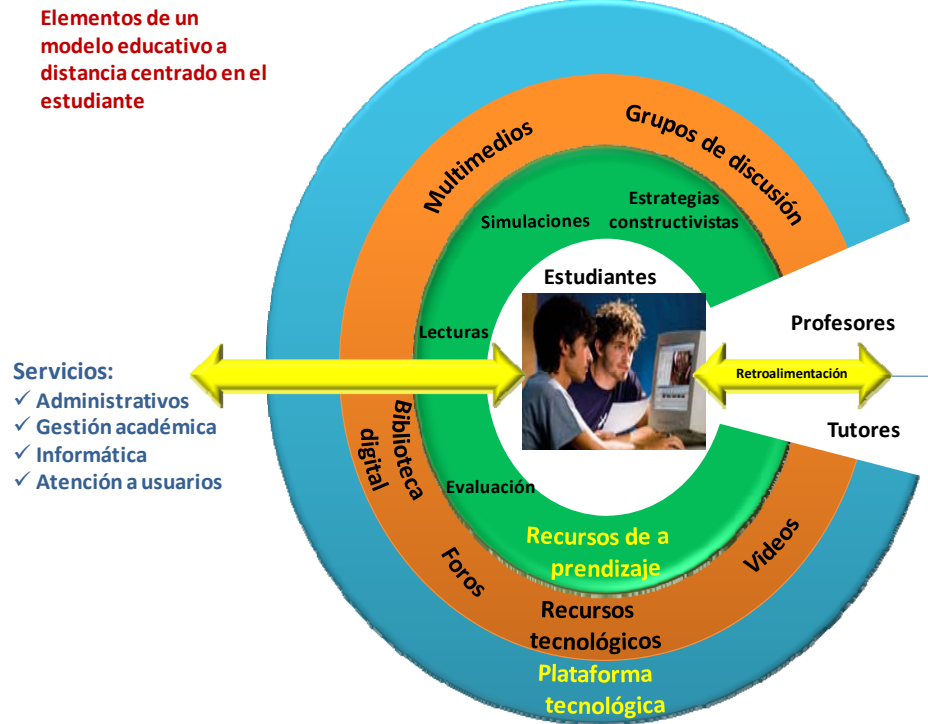 Elementos de un
modelo educativo a
distancia centrado en el
estudiante
Multimedios
Grupos de discusión
Simulaciones
Estrategias
constructivistas
Estudiantes
Lecturas
Profesores
Retroalimentación
Tutores
Servicios:
✓ Administrativos
✓ Gestión académica
✓ Informática
✓ Atención a usuarios
Biblioteca
digital
Evaluación
Foros
Videos
Recursos de a
prendizaje
Recursos
tecnológicos
Plataforma
tecnológica